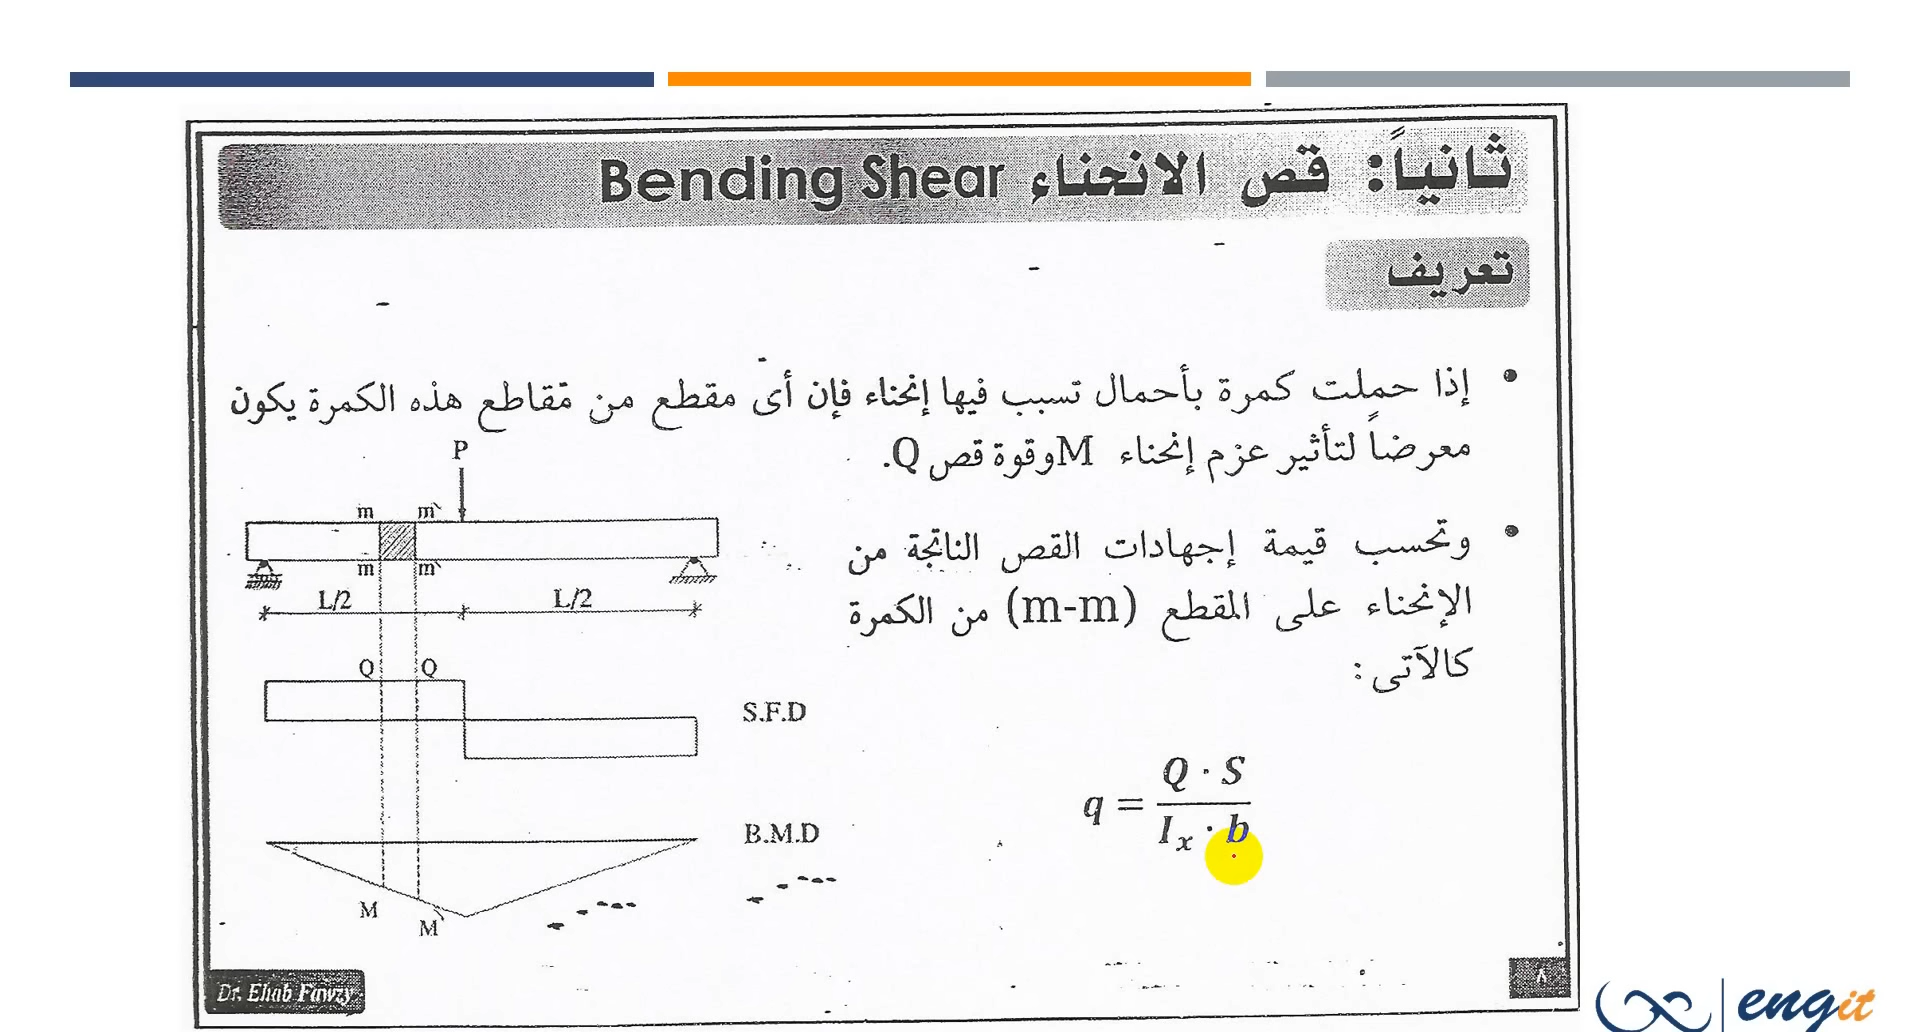 ثانياً: قص الانحناء Bending Shear
تعريف
• إذا حملت كمرة بأحمال تسبب فيها إنحناء فإن أى مقطع من مقاطع هذه الكمرة يكون
معرضاً لتأثير عزم إنحناء M وقوة قص Q.
• وتحسب قيمة إجهادات القص الناتجة من
الإنحناء على المقطع (m-m) من الكمرة
كالآتى :
q = Q · S / I x · b
P
m m`
m m`
L/2 L/2
Q Q
S.F.D
B.M.D
M
M`
Dr. Ehab Fawzy
٨
engit